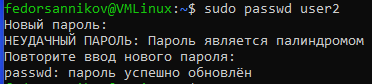 fedorsannikov@VMLinux:~$ sudo passwd user2
Новый пароль:
НЕУДАЧНЫЙ ПАРОЛЬ: Пароль является палиндромом
Повторите ввод нового пароля:
passwd: пароль успешно обновлён